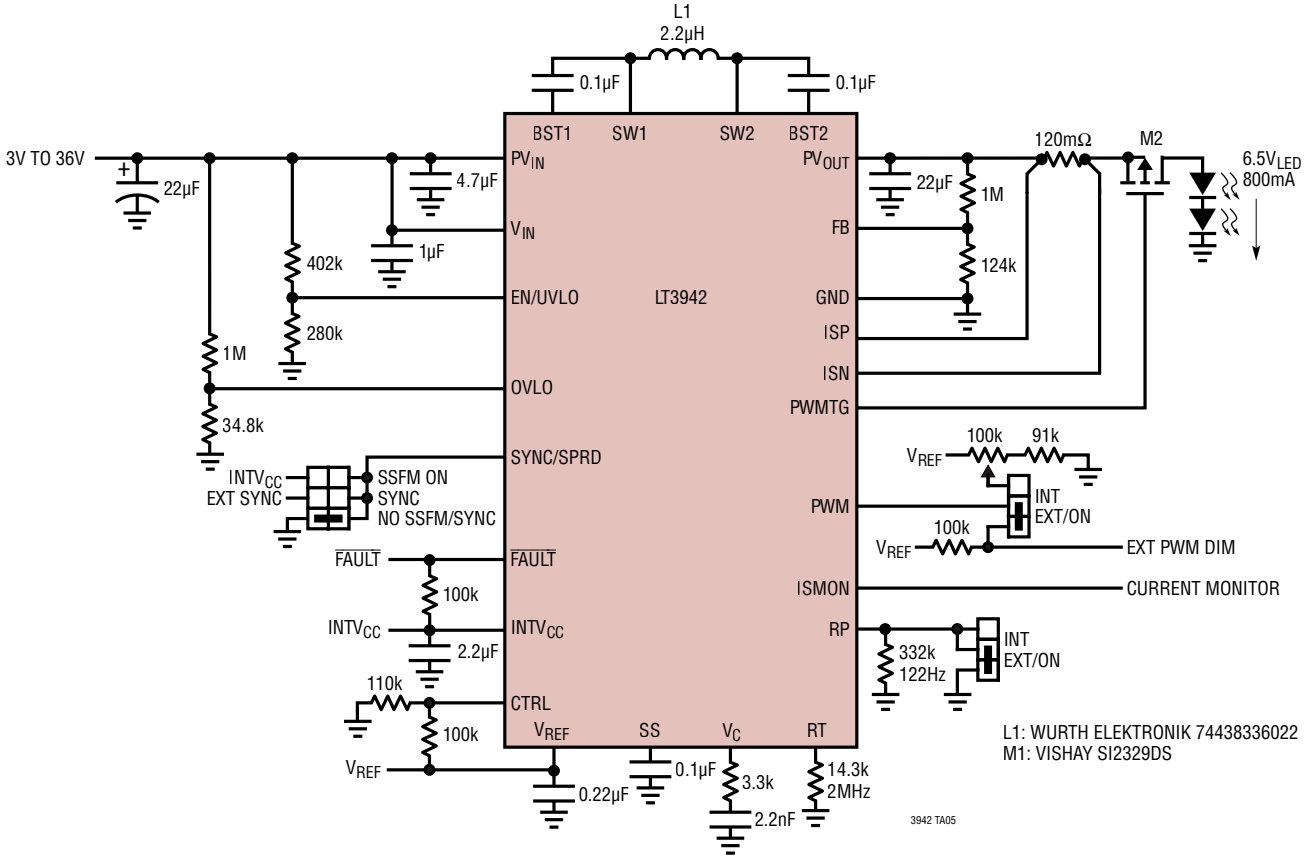 L1
2.2µH
0.1µF
0.1µF
BST1
SW1
SW2
BST2
3V TO 36V
+
22µF
4.7µF
PVIN
VIN
1µF
402k
EN/UVLO
280k
1M
OVLO
34.8k
LT3942
PVOUT
22µF
1M
FB
124k
GND
ISP
ISN
PWMTG
120mΩ
M2
6.5VLED
800mA
SYNC/SPRD
INTVCC
SSFM ON
EXT SYNC
SYNC
NO SSFM/SYNC
FAULT
FAULT
100k
INTVCC
INTVCC
2.2µF
110k
CTRL
100k
VREF
VREF
0.22µF
SS
0.1µF
VC
3.3k
2.2nF
RT
14.3k
2MHz
100k
91k
VREF
PWM
INT
EXT/ON
100k
VREF
EXT PWM DIM
ISMON
CURRENT MONITOR
RP
332k
122Hz
INT
EXT/ON
L1: WURTH ELEKTRONIK 74438336022
M1: VISHAY SI2329DS
3942 TA05